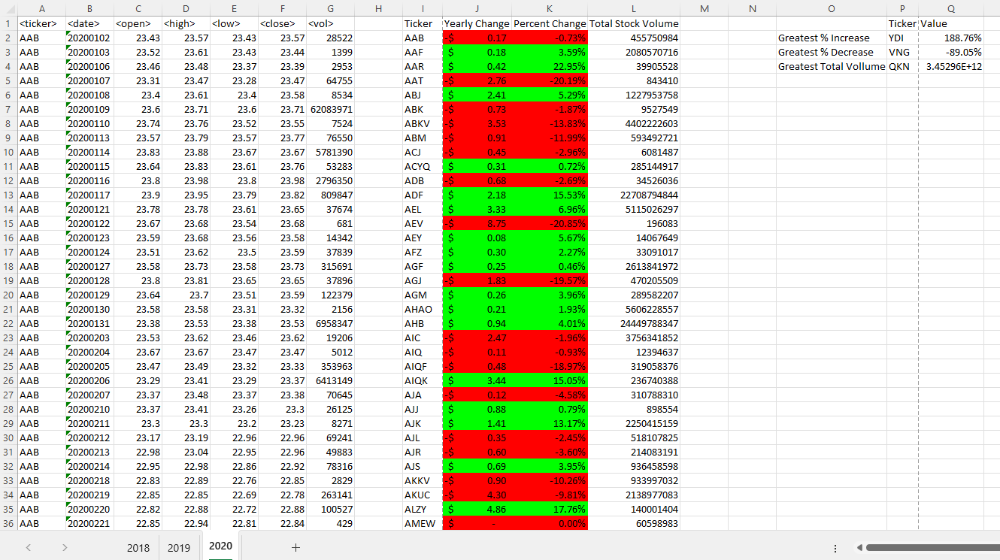 A B C D E F G H I J K L M N O P Q
1 <ticker> <date> <open> <high> <low> <close> <vol> Ticker Yearly Change Percent Change Total Stock Volume Ticker Value
2 AAB 20200102 23.43 23.57 23.43 23.57 28522 AAB -$ 0.17 -0.73% 455750984 Greatest % Increase YDI 188.76%
3 AAB 20200103 23.52 23.61 23.43 23.44 1399 AAF $ 0.18 3.59% 2080570716 Greatest % Decrease VNG -89.05%
4 AAB 20200106 23.46 23.48 23.37 23.39 2953 AAR $ 0.42 22.95% 39905528 Greatest Total Vollume QKN 3.45296E+12
5 AAB 20200107 23.31 23.47 23.28 23.47 64755 AAT -$ 2.76 -20.19% 843410
6 AAB 20200108 23.4 23.61 23.4 23.58 8534 ABJ $ 2.41 5.29% 1227953758
7 AAB 20200109 23.6 23.71 23.6 23.71 62083971 ABK -$ 0.73 -1.87% 9527549
8 AAB 20200110 23.74 23.76 23.52 23.55 7524 ABKV -$ 3.53 -13.83% 4402222603
9 AAB 20200113 23.57 23.79 23.57 23.77 76550 ABM -$ 0.91 -11.99% 593492721
10 AAB 20200114 23.83 23.88 23.67 23.67 5781390 ACJ -$ 0.45 -2.96% 6081487
11 AAB 20200115 23.64 23.83 23.61 23.76 53283 ACYQ $ 0.31 0.72% 285144917
12 AAB 20200116 23.8 23.98 23.8 23.98 2796350 ADB -$ 0.68 -2.69% 34526036
13 AAB 20200117 23.9 23.95 23.79 23.82 809847 ADF $ 2.18 15.53% 22708794844
14 AAB 20200121 23.78 23.78 23.61 23.65 37674 AEL $ 3.33 6.96% 5115026297
15 AAB 20200122 23.67 23.68 23.54 23.68 681 AEV -$ 8.75 -20.85% 196083
16 AAB 20200123 23.59 23.68 23.56 23.58 14342 AEY $ 0.08 5.67% 14067649
17 AAB 20200124 23.51 23.62 23.5 23.59 37839 AFZ $ 0.30 2.27% 33091017
18 AAB 20200127 23.58 23.73 23.58 23.73 315691 AGF $ 0.25 0.46% 2613841972
19 AAB 20200128 23.8 23.81 23.65 23.65 37896 AGJ -$ 1.83 -19.57% 470205509
20 AAB 20200129 23.64 23.7 23.51 23.59 122379 AGM $ 0.26 3.96% 289582207
21 AAB 20200130 23.58 23.58 23.31 23.32 2156 AHAO $ 0.21 1.93% 5606228557
22 AAB 20200131 23.38 23.53 23.38 23.53 6958347 AHB $ 0.94 4.01% 24449788347
23 AAB 20200203 23.53 23.62 23.46 23.62 19206 AIC -$ 2.47 -1.96% 3756341852
24 AAB 20200204 23.67 23.67 23.47 23.47 5012 AIQ -$ 0.11 -0.93% 12394637
25 AAB 20200205 23.47 23.49 23.32 23.33 353963 AIQF -$ 0.48 -18.97% 319058376
26 AAB 20200206 23.29 23.41 23.29 23.37 6413149 AIQK $ 3.44 15.05% 236740388
27 AAB 20200207 23.37 23.48 23.37 23.38 70645 AJA -$ 0.12 -4.58% 310788310
28 AAB 20200210 23.37 23.41 23.26 23.3 26125 AJJ $ 0.88 0.79% 898554
29 AAB 20200211 23.3 23.3 23.2 23.23 8271 AJK $ 1.41 13.17% 2250415159
30 AAB 20200212 23.17 23.19 22.96 22.96 69241 AJL -$ 0.35 -2.45% 518107825
31 AAB 20200213 22.98 23.04 22.95 22.96 49883 AJR -$ 0.60 -3.60% 214083191
32 AAB 20200214 22.95 22.98 22.86 22.92 78316 AJS $ 0.69 3.95% 936458598
33 AAB 20200218 22.83 22.89 22.76 22.85 2829 AKKV -$ 0.90 -10.26% 933997032
34 AAB 20200219 22.85 22.85 22.69 22.78 263141 AKUC -$ 4.30 -9.81% 2138977083
35 AAB 20200220 22.82 22.88 22.72 22.88 100527 ALZY $ 4.86 17.76% 140001404
36 AAB 20200221 22.85 22.94 22.81 22.84 429 AMEW $ - 0.00% 60598983
2018 2019 2020